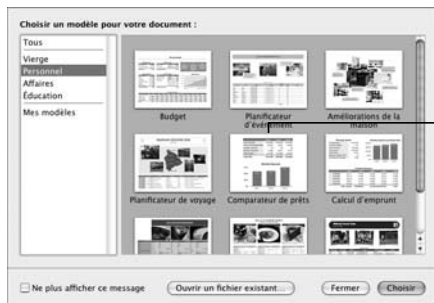 Choisir un modèle pour votre document :
Tous
Vierge
Personnel
Affaires
Éducation
Mes modèles
Budget
Planificateur d'événement
Améliorations de la maison
Planificateur de voyage
Comparateur de prêts
Calcul d'emprunt
Ne plus afficher ce message
Ouvrir un fichier existant...
Fermer
Choisir